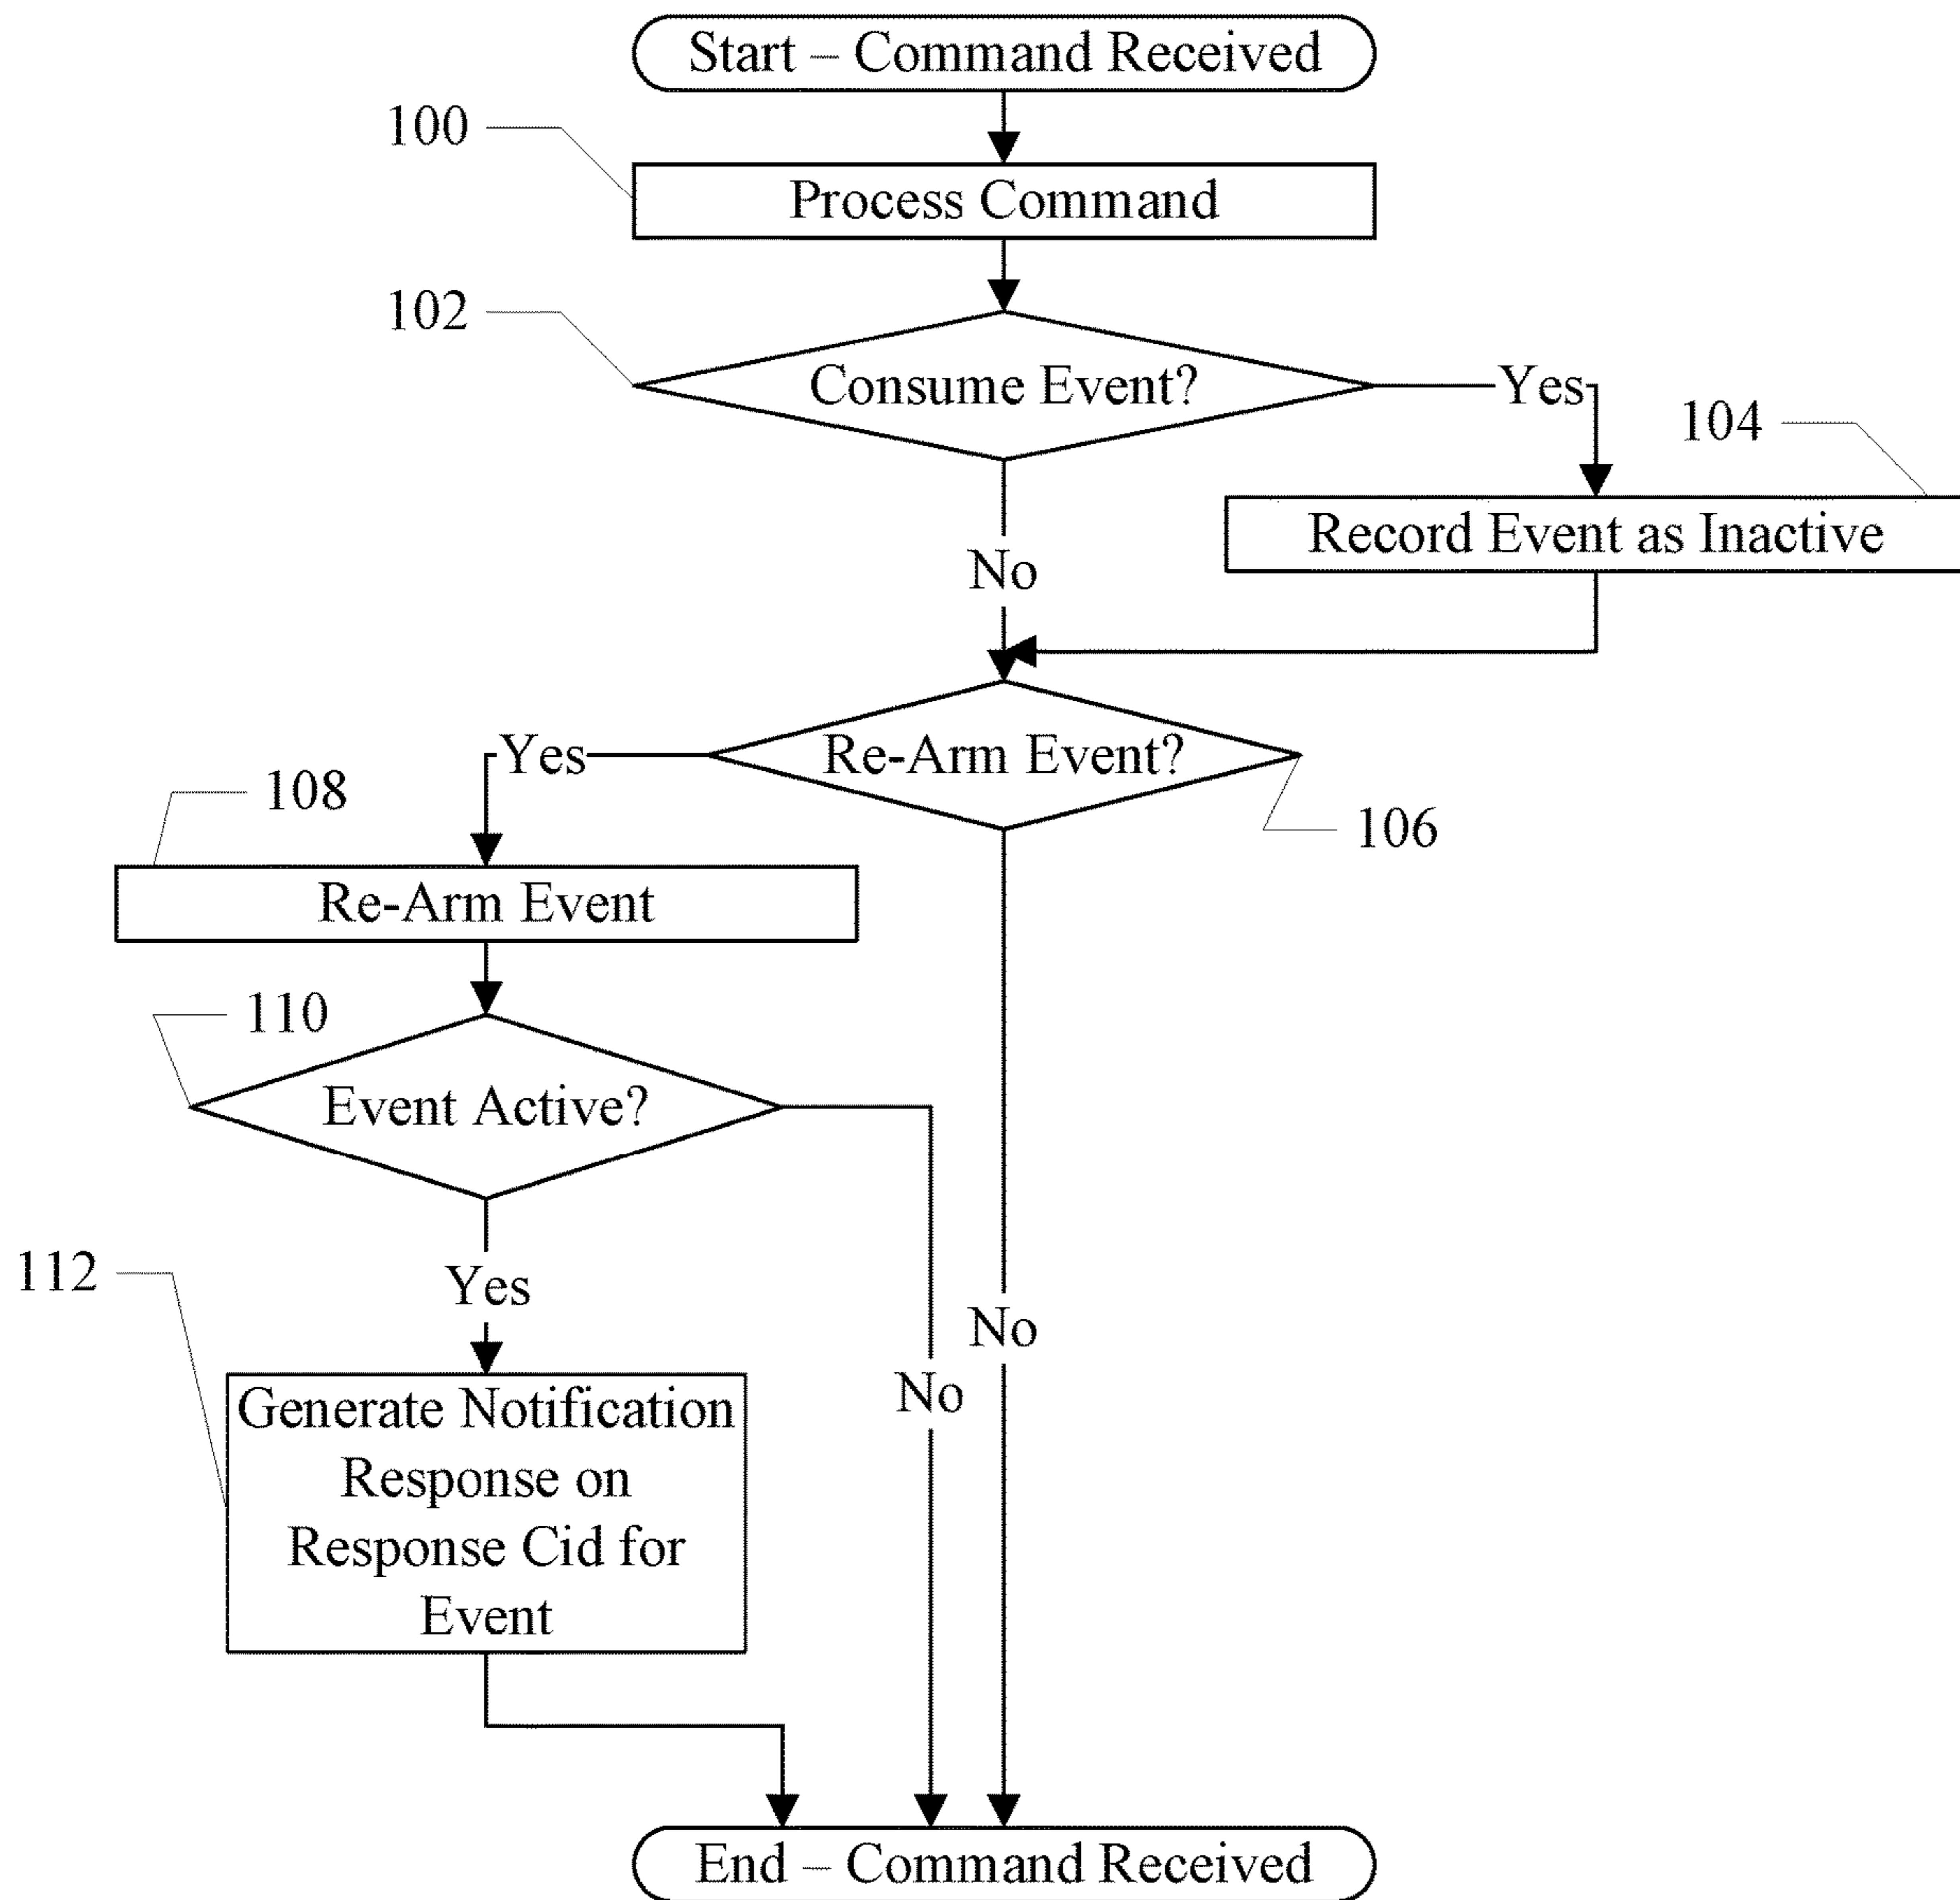 Start – Command Received
100
Process Command
102
Consume Event?
Yes
104
Record Event as Inactive
No
Re-Arm Event?
Yes
108
106
Re-Arm Event
110
Event Active?
112
Yes
No
No
Generate Notification
Response on
Response Cid for
Event
End – Command Received